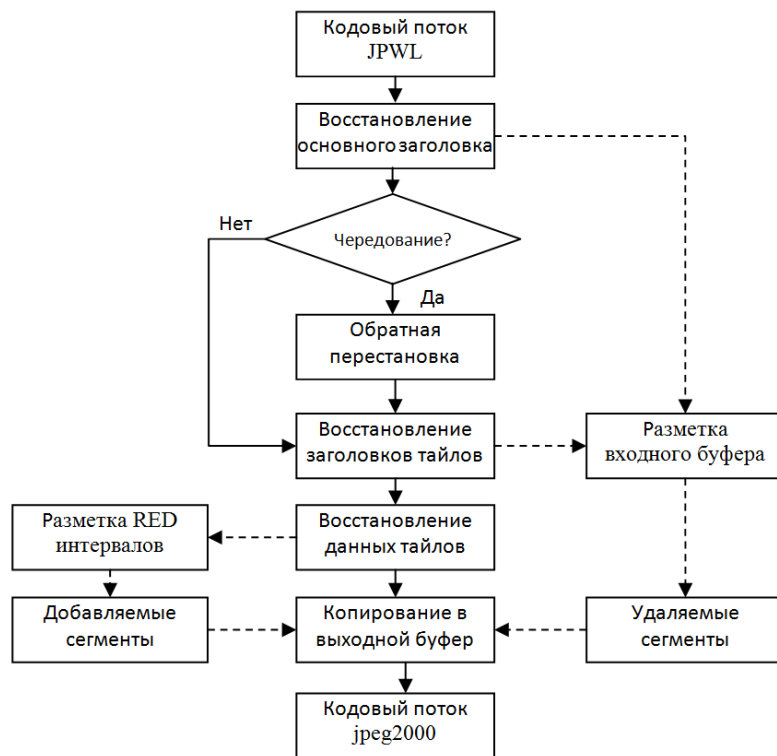 Кодовый поток
JPWL
Восстановление
основного заголовка
Нет
Чередование?
Да
Обратная
перестановка
Восстановление
заголовков тайлов
Разметка
входного буфера
Разметка RED
интервалов
Восстановление
данных тайлов
Добавляемые
сегменты
Копирование в
выходной буфер
Удаляемые
сегменты
Кодовый поток
jpeg2000